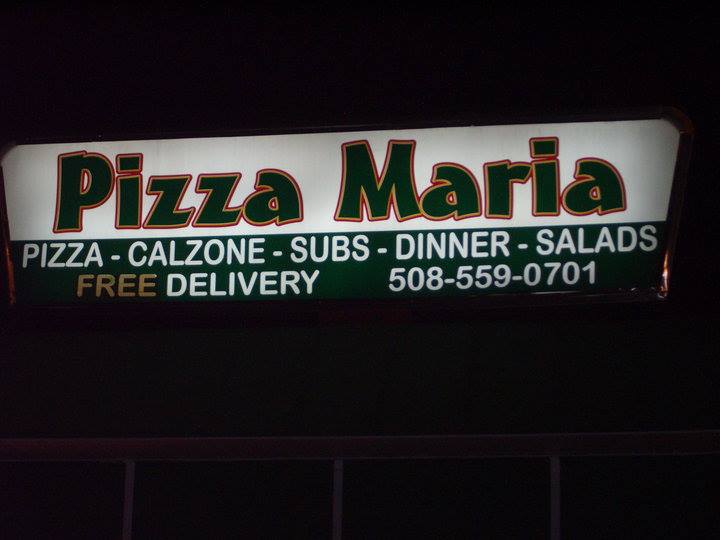 Pizza Maria
PIZZA - CALZONE - SUBS - DINNER - SALADS
FREE DELIVERY 508-559-0701